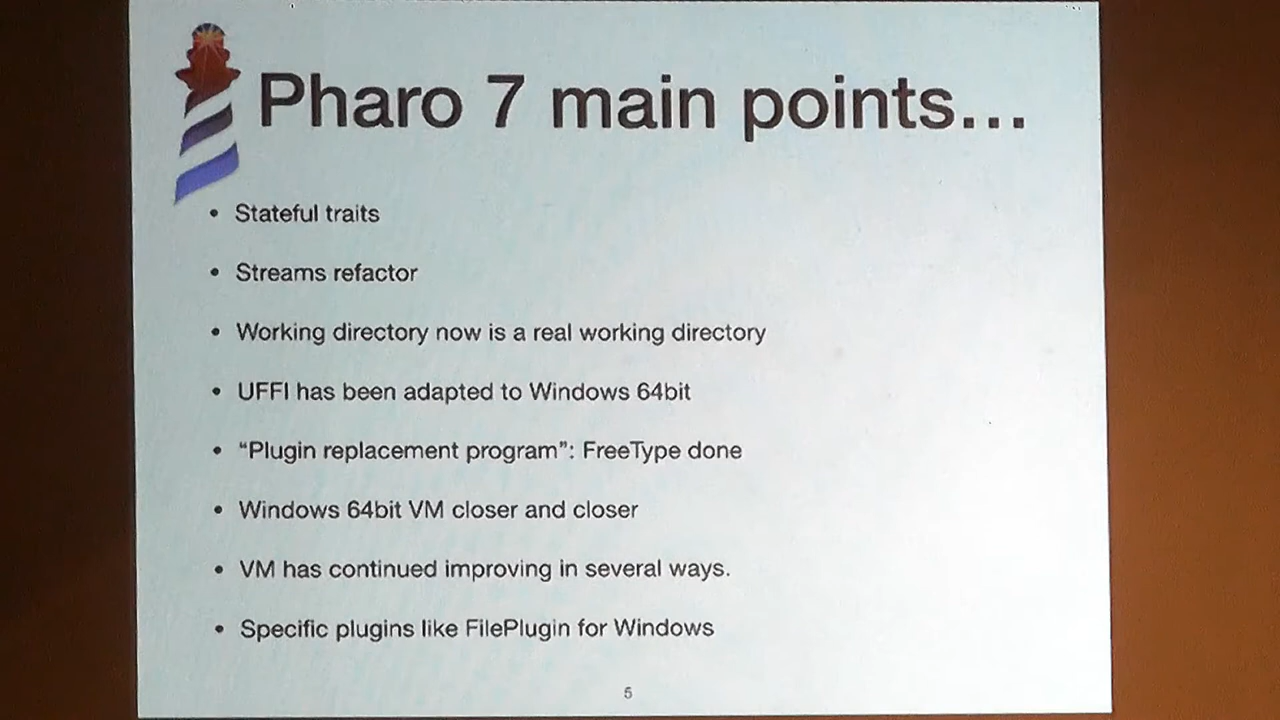 Pharo 7 main points...
• Stateful traits
• Streams refactor
• Working directory now is a real working directory
• UFFI has been adapted to Windows 64bit
• “Plugin replacement program”: FreeType done
• Windows 64bit VM closer and closer
• VM has continued improving in several ways.
• Specific plugins like FilePlugin for Windows
5